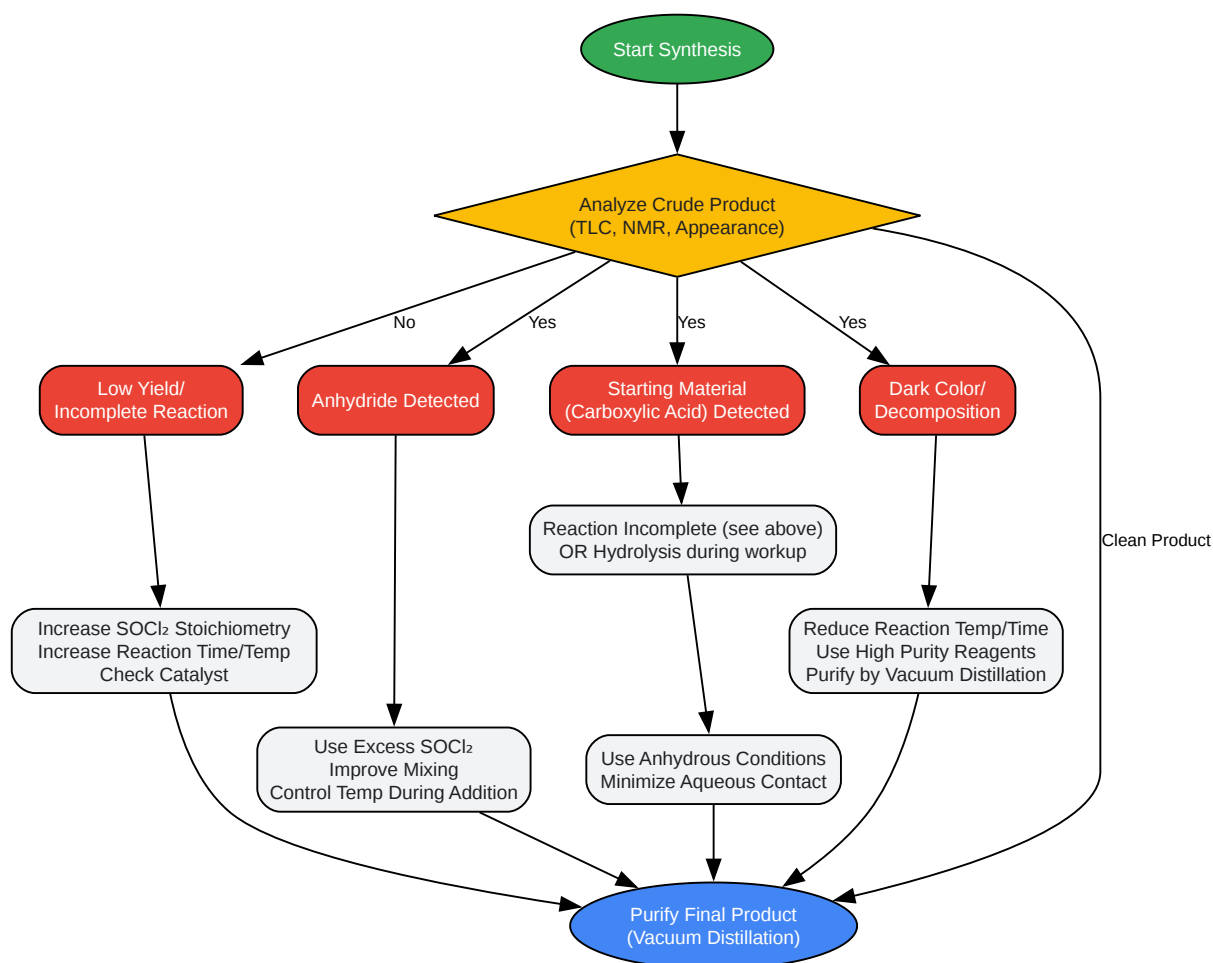 Start Synthesis
Analyze Crude Product
(TLC, NMR, Appearance)
No
Yes
Yes
Yes
Low Yield/
Incomplete Reaction
Anhydride Detected
Starting Material
(Carboxylic Acid) Detected
Dark Color/
Decomposition
Reaction Incomplete (see above)
OR Hydrolysis during workup
Clean Product
Increase SOCl₂ Stoichiometry
Increase Reaction Time/Temp
Check Catalyst
Reduce Reaction Temp/Time
Use High Purity Reagents
Purify by Vacuum Distillation
Use Excess SOCl₂
Improve Mixing
Control Temp During Addition
Use Anhydrous Conditions
Minimize Aqueous Contact
Purify Final Product
(Vacuum Distillation)